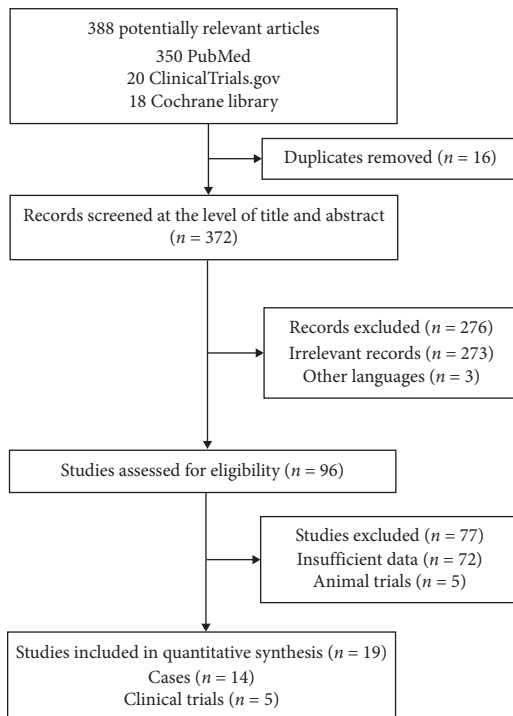 388 potentially relevant articles
350 PubMed
20 ClinicalTrials.gov
18 Cochrane library
Duplicates removed (n = 16)
Records screened at the level of title and abstract
(n = 372)
Records excluded (n = 276)
Irrelevant records (n = 273)
Other languages (n = 3)
Studies assessed for eligibility (n = 96)
Studies excluded (n = 77)
Insufficient data (n = 72)
Animal trials (n = 5)
Studies included in quantitative synthesis (n = 19)
Cases (n = 14)
Clinical trials (n = 5)